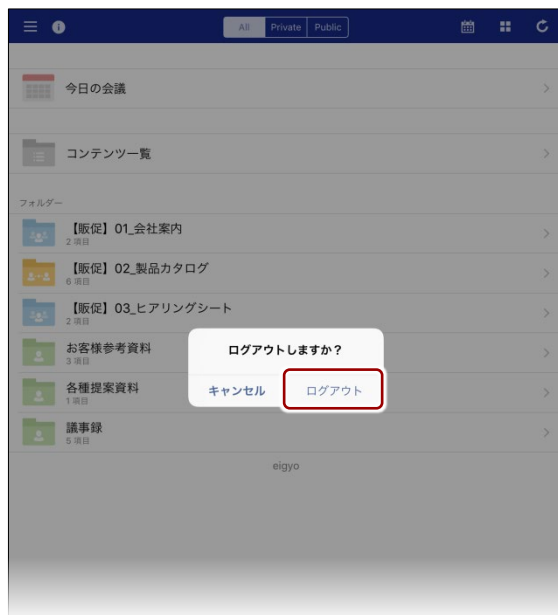 All Private Public
今日の会議
コンテンツ一覧
フォルダー
【販促】01_会社案内
2 項目
【販促】02_製品カタログ
6 項目
【販促】03_ヒアリングシート
2 項目
お客様参考資料
3 項目
各種提案資料
1 項目
議事録
5 項目
ログアウトしますか？
キャンセル ログアウト
eigyo